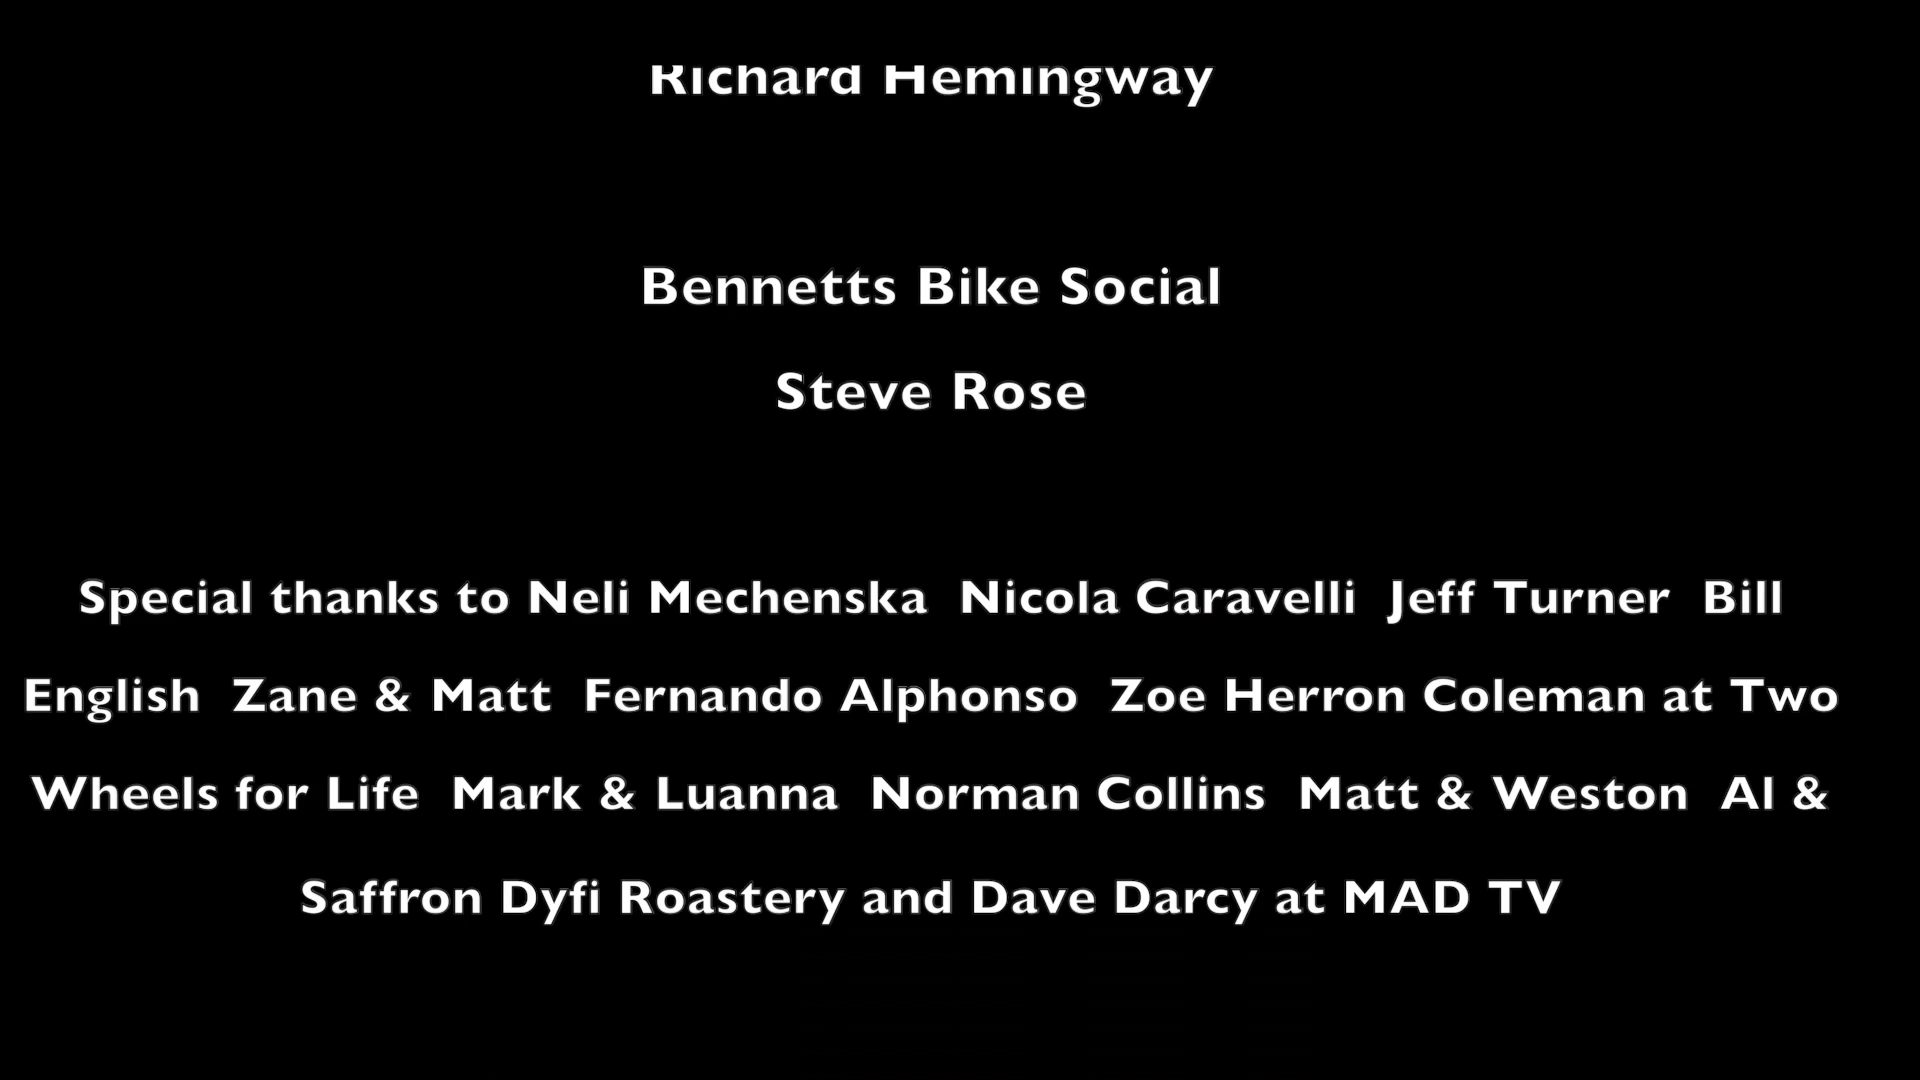 Richard Hemingway
Bennetts Bike Social
Steve Rose
Special thanks to Neli Mechenska  Nicola Caravelli  Jeff Turner  Bill
English  Zane & Matt  Fernando Alphonso  Zoe Herron Coleman at Two
Wheels for Life  Mark & Luanna  Norman Collins  Matt & Weston  Al &
Saffron Dyfi Roastery and Dave Darcy at MAD TV